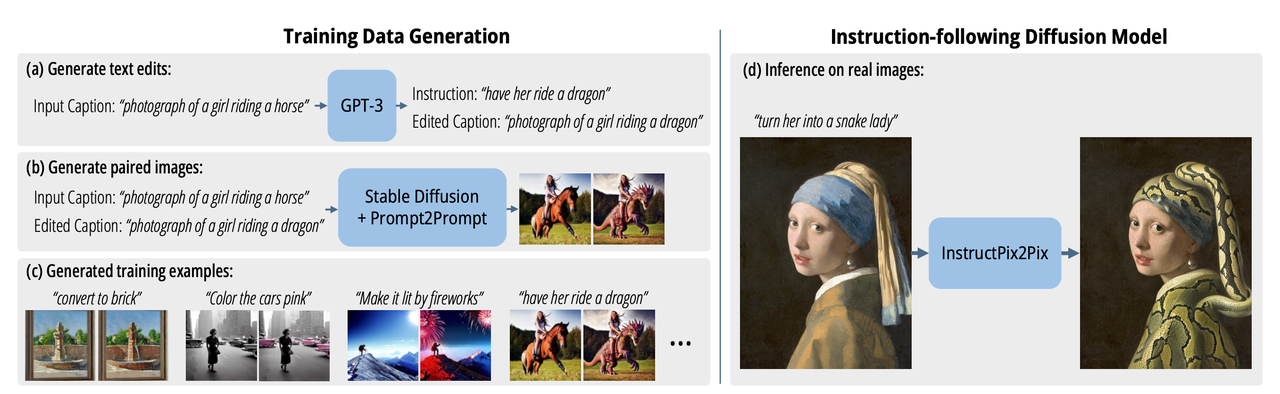 Training Data Generation
(a) Generate text edits:
Input Caption: “photograph of a girl riding a horse”
GPT-3
Instruction: “have her ride a dragon”
Edited Caption: “photograph of a girl riding a dragon”
(b) Generate paired images:
Input Caption: “photograph of a girl riding a horse”
Edited Caption: “photograph of a girl riding a dragon”
Stable Diffusion
+ Prompt2Prompt
(c) Generated training examples:
“convert to brick”
“Color the cars pink”
“Make it lit by fireworks”
“have her ride a dragon”
...
Instruction-following Diffusion Model
(d) Inference on real images:
“turn her into a snake lady”
InstructPix2Pix